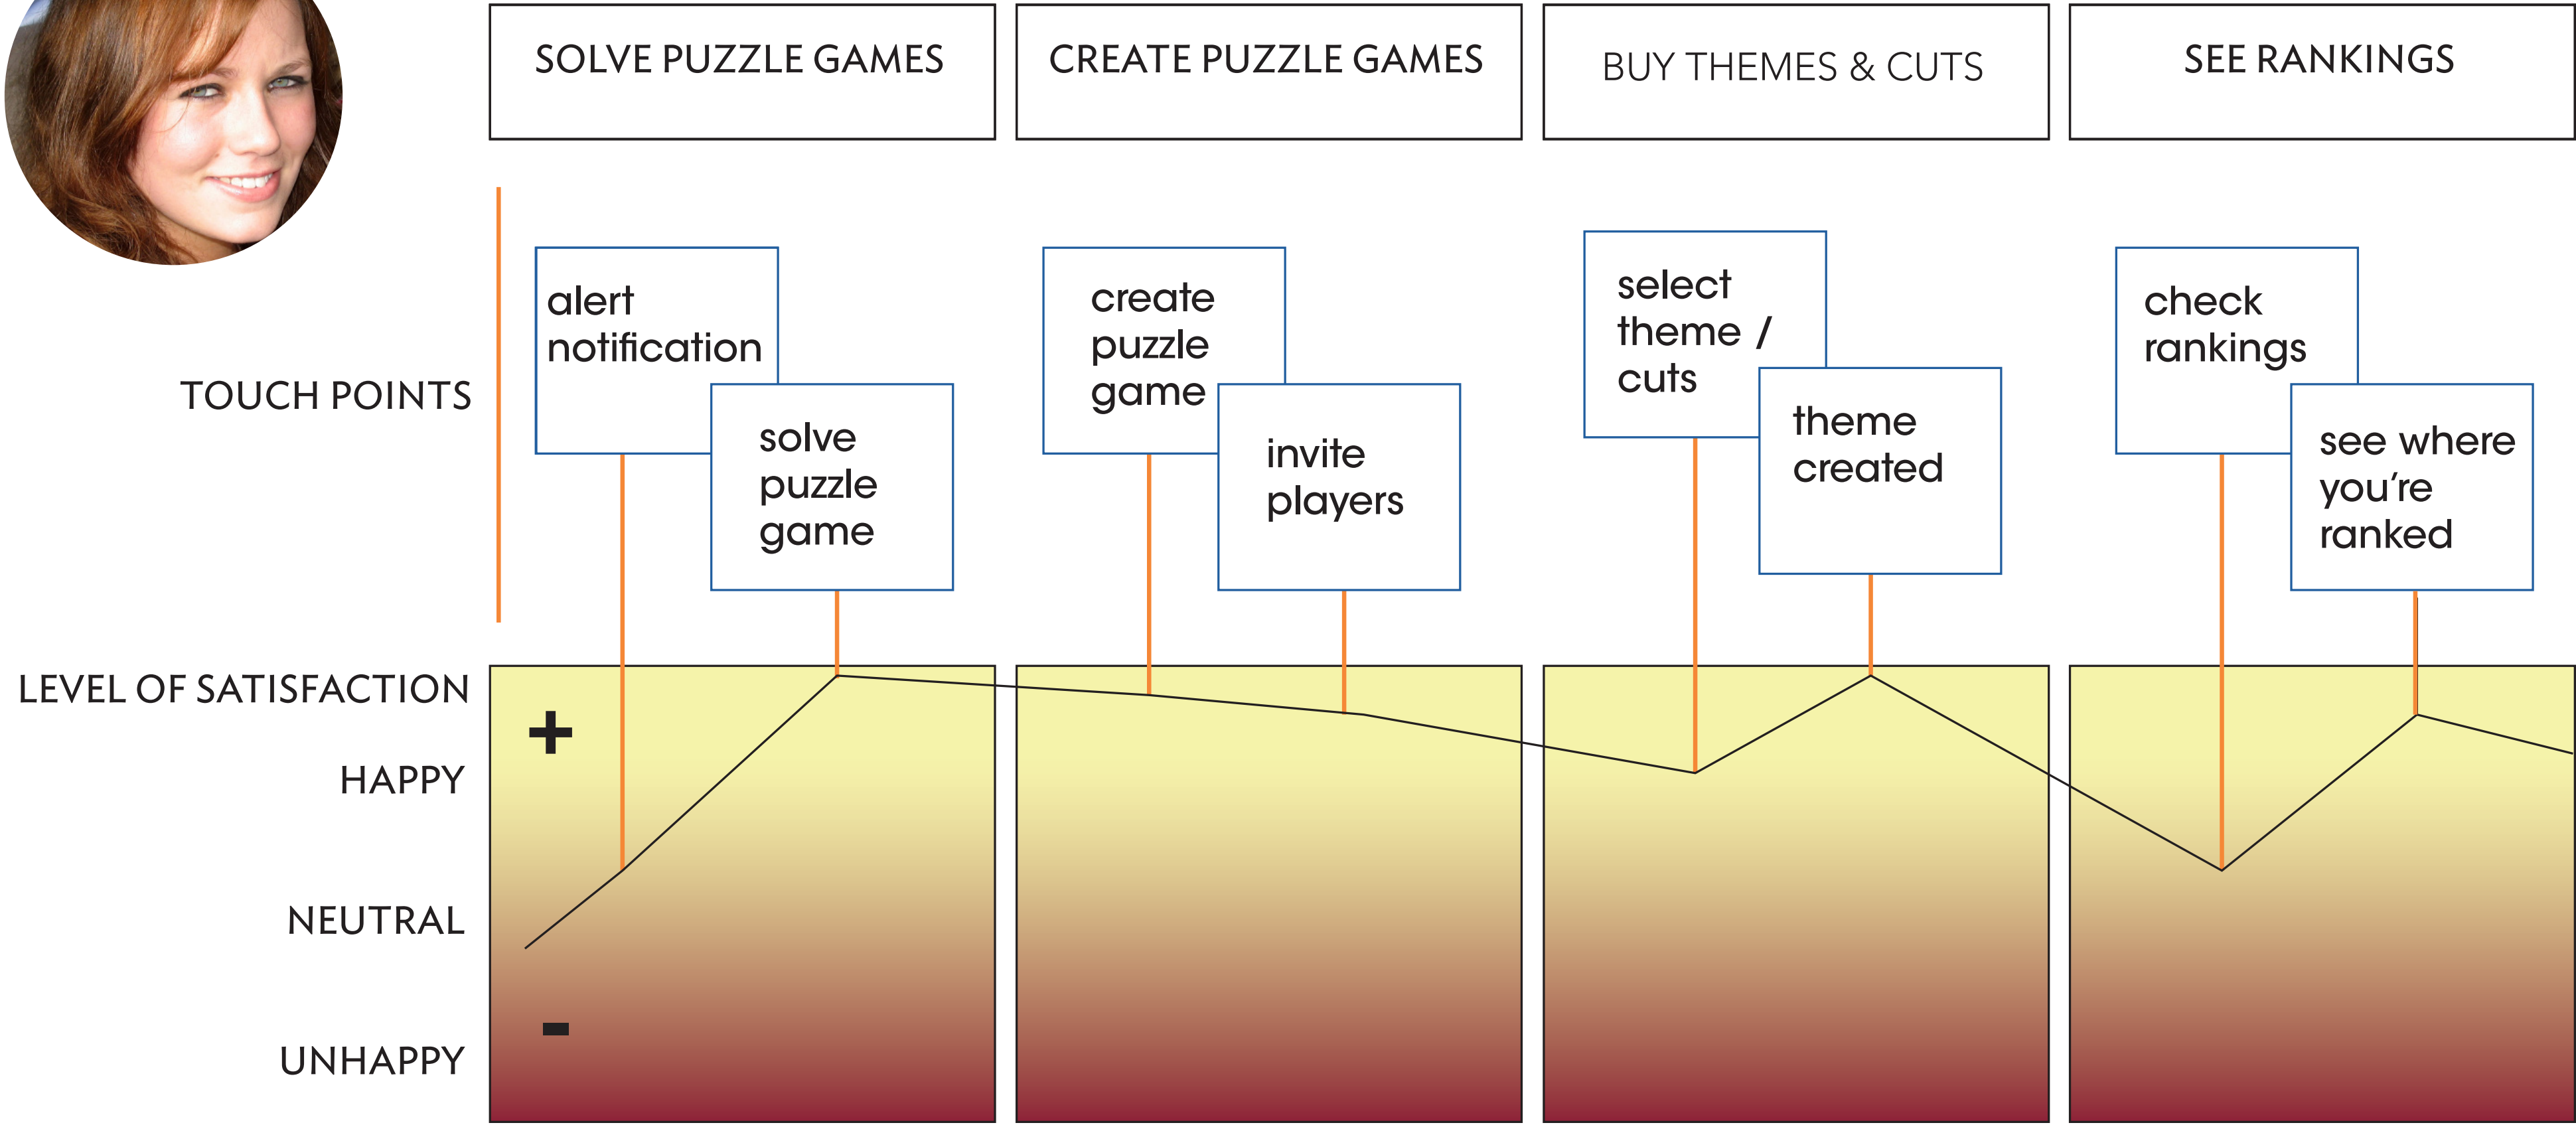 SOLVE PUZZLE GAMES
CREATE PUZZLE GAMES
BUY THEMES & CUTS
SEE RANKINGS
TOUCH POINTS
alert
notification
solve
puzzle
game
create
puzzle
game
invite
players
select
theme /
cuts
theme
created
check
rankings
see where
you’re
ranked
LEVEL OF SATISFACTION
+
HAPPY
NEUTRAL
-
UNHAPPY